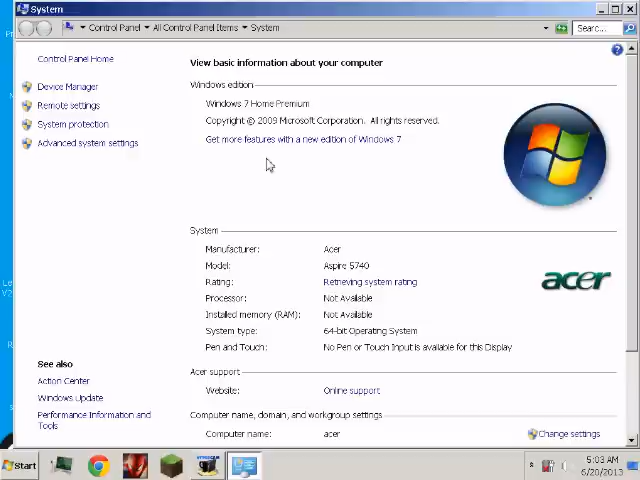 System
Control Panel
All Control Panel Items
System
Search...
Control Panel Home
Device Manager
Remote settings
System protection
Advanced system settings
View basic information about your computer
Windows edition
Windows 7 Home Premium
Copyright © 2009 Microsoft Corporation. All rights reserved.
Get more features with a new edition of Windows 7
System
Manufacturer: Acer
Model: Aspire 5740
Rating: Retrieving system rating
Processor: Not Available
Installed memory (RAM): Not Available
System type: 64-bit Operating System
Pen and Touch: No Pen or Touch Input is available for this Display
acer
Acer support
Website: Online support
Computer name, domain, and workgroup settings
Computer name: acer
Change settings
See also
Action Center
Windows Update
Performance Information and
Tools
Start
5:03 AM
6/20/2013